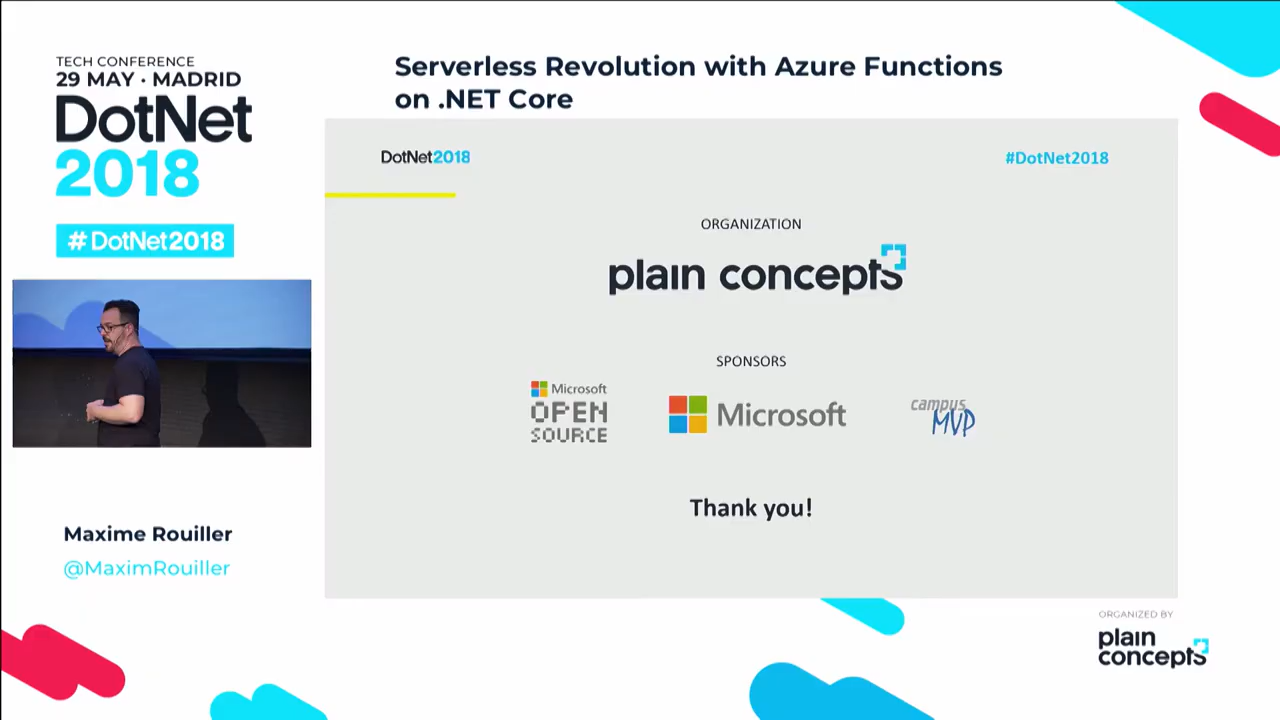 TECH CONFERENCE
29 MAY · MADRID
DotNet
2018
#DotNet2018
Serverless Revolution with Azure Functions
on .NET Core
DotNet2018
#DotNet2018
ORGANIZATION
plain concepts
SPONSORS
Microsoft
OPEN
SOURCE
Microsoft
campus
MVP
Thank you!
Maxime Rouiller
@MaximRouiller
ORGANIZED BY
plain
concepts